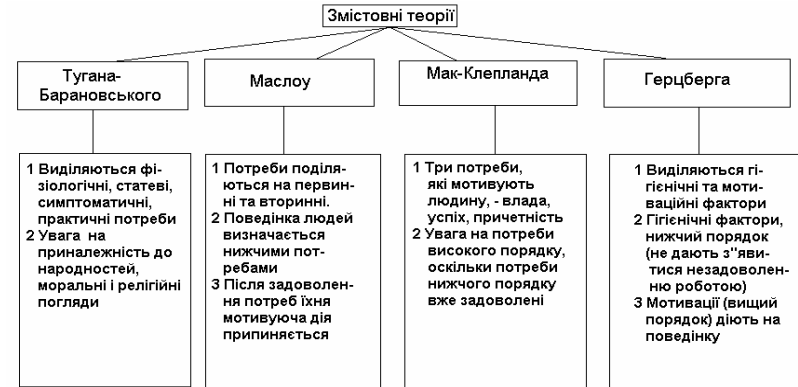 Змістовні теорії
Тугана-
Барановського
Маслоу
Мак-Клепланда
Герцберга
1 Виділяються фі-
зіологічні, статеві,
симптоматичні,
практичні потреби
2 Увага на
приналежність до
народностей,
моральні і релігійні
погляди
1 Потреби поділя-
ються на первин-
ні та вторинні.
2 Поведінка людей
визначається
нижчими пот-
ребами
3 Після задоволен-
ня потреб їхня
мотивуюча дія
припиняється
1 Три потреби,
які мотивують
людину, - влада,
успіх, причетність
2 Увага на потреби
високого порядку,
оскільки потреби
нижчого порядку
вже задоволені
1 Виділяються гі-
гієнічні та моти-
ваційні фактори
2 Гігієнічні фактори,
нижчий порядок
(не дають з"яви-
тися незадоволен-
ню роботою)
3 Мотивації (вищий
порядок) діють на
поведінку